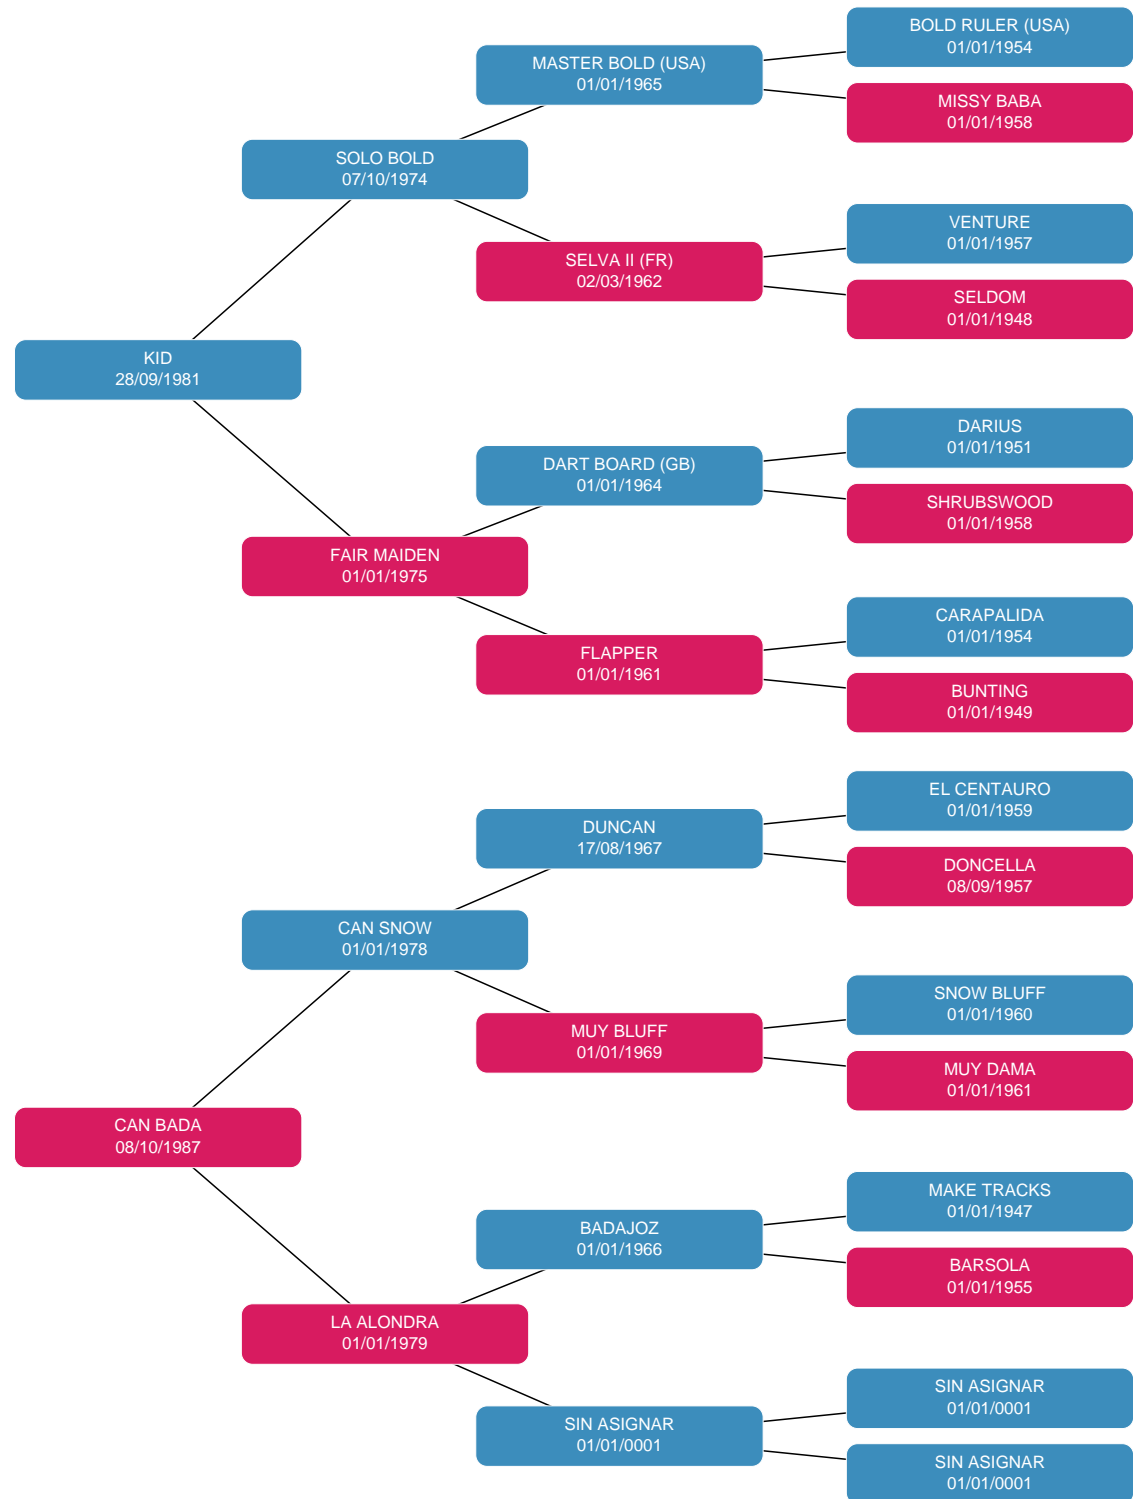 BOLD RULER (USA)
01/01/1954
MASTER BOLD (USA)
01/01/1965
MISSY BABA
01/01/1958
SOLO BOLD
07/10/1974
VENTURE
01/01/1957
SELVA II (FR)
02/03/1962
SELDOM
01/01/1948
KID
28/09/1981
DARIUS
01/01/1951
DART BOARD (GB)
01/01/1964
SHRUBSWOOD
01/01/1958
FAIR MAIDEN
01/01/1975
CARAPALIDA
01/01/1954
FLAPPER
01/01/1961
BUNTING
01/01/1949
EL CENTAURO
01/01/1959
DUNCAN
17/08/1967
DONCELLA
08/09/1957
CAN SNOW
01/01/1978
SNOW BLUFF
01/01/1960
MUY BLUFF
01/01/1969
MUY DAMA
01/01/1961
CAN BADA
08/10/1987
MAKE TRACKS
01/01/1947
BADAJOZ
01/01/1966
BARSOLA
01/01/1955
LA ALONDRA
01/01/1979
SIN ASIGNAR
01/01/0001
SIN ASIGNAR
01/01/0001
SIN ASIGNAR
01/01/0001